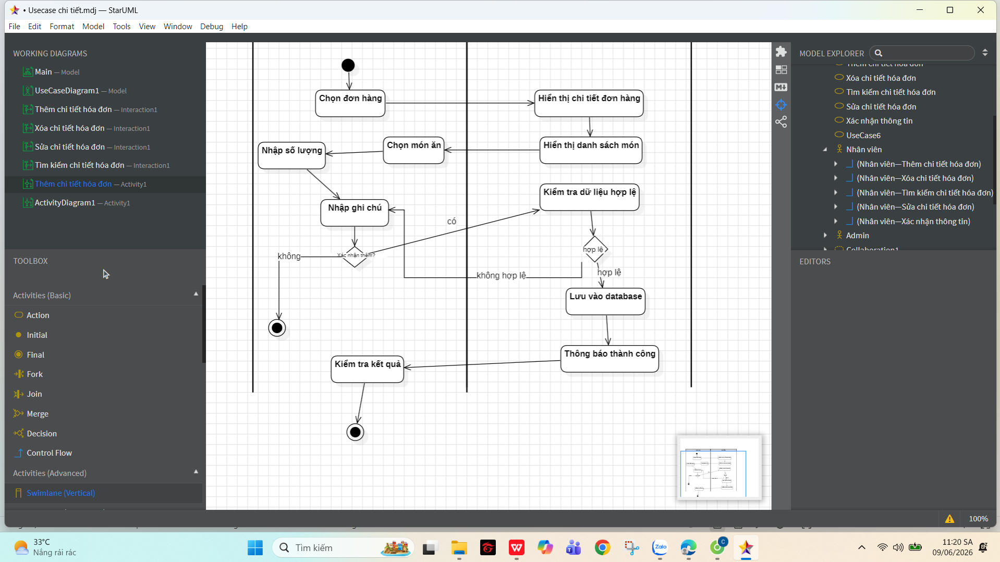 • Usecase chi tiết.mdj — StarUML
File Edit Format Model Tools View Window Debug Help
WORKING DIAGRAMS
Main — Model
UseCaseDiagram1 — Model
Thêm chi tiết hóa đơn — Interaction1
Xóa chi tiết hóa đơn — Interaction1
Sửa chi tiết hóa đơn — Interaction1
Tìm kiếm chi tiết hóa đơn — Interaction1
Thêm chi tiết hóa đơn — Activity1
ActivityDiagram1 — Activity1
TOOLBOX
Activities (Basic)
Action
Initial
Final
Fork
Join
Merge
Decision
Control Flow
Activities (Advanced)
Swimlane (Vertical)
Chọn đơn hàng
Hiển thị chi tiết đơn hàng
Nhập số lượng
Chọn món ăn
Hiển thị danh sách món
Kiểm tra dữ liệu hợp lệ
Nhập ghi chú
có
không
Xác nhận thêm?
hợp lệ ?
không hợp lệ
hợp lệ
Lưu vào database
Thông báo thành công
Kiểm tra kết quả
MODEL EXPLORER
Thêm chi tiết hóa đơn
Xóa chi tiết hóa đơn
Tìm kiếm chi tiết hóa đơn
Sửa chi tiết hóa đơn
Xác nhận thông tin
UseCase6
Nhân viên
(Nhân viên—Thêm chi tiết hóa đơn)
(Nhân viên—Xóa chi tiết hóa đơn)
(Nhân viên—Tìm kiếm chi tiết hóa đơn)
(Nhân viên—Sửa chi tiết hóa đơn)
(Nhân viên—Xác nhận thông tin)
Admin
Collaboration1
EDITORS
100%
33°C
Nắng rải rác
Tìm kiếm
Zalo
C
11:20 SA
09/06/2026